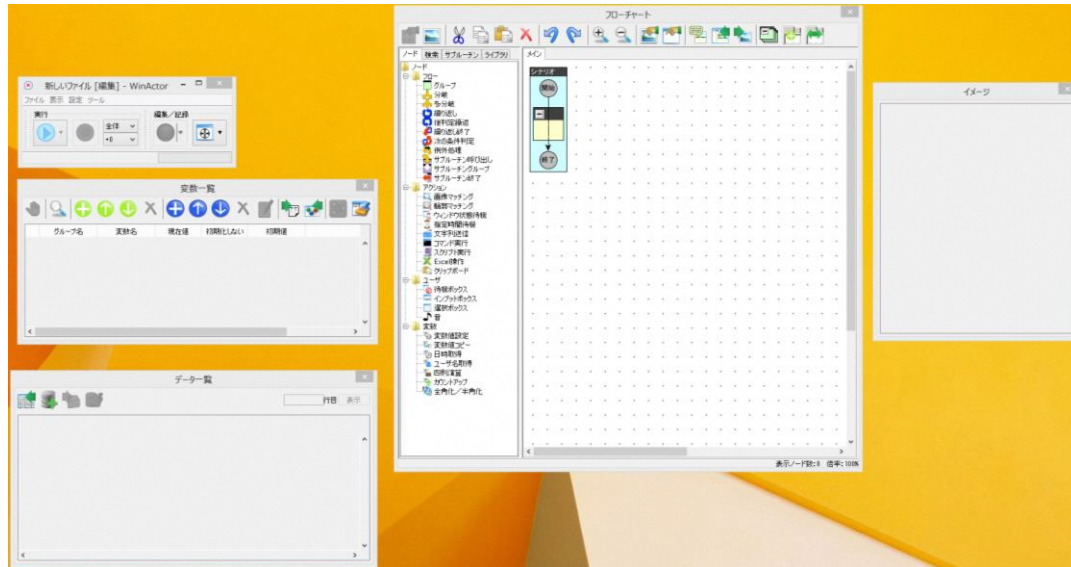 新しいファイル [編集] - WinActor
ファイル 表示 設定 ツール
実行
編集/記録
全体
±0
変数一覧
グループ名 変数名 現在値 初期化しない 初期値
データ一覧
行目 表示
フローチャート
ノード 検索 サブルーチン ライブラリ
メイン
ノード
フロー
グループ
分岐
多分岐
繰り返し
後判定繰返
繰り返し終了
次の条件判定
例外処理
サブルーチン呼び出し
サブルーチングループ
サブルーチン終了
アクション
画像マッチング
輪郭マッチング
ウィンドウ状態待機
指定時間待機
文字列送信
コマンド実行
スクリプト実行
Excel操作
クリップボード
ユーザ
待機ボックス
インプットボックス
選択ボックス
音
変数
変数値設定
変数値コピー
日時取得
ユーザ名取得
四則演算
カウントアップ
全角化/半角化
シナリオ
開始
終了
表示ノード数:0 倍率:100%
イメージ